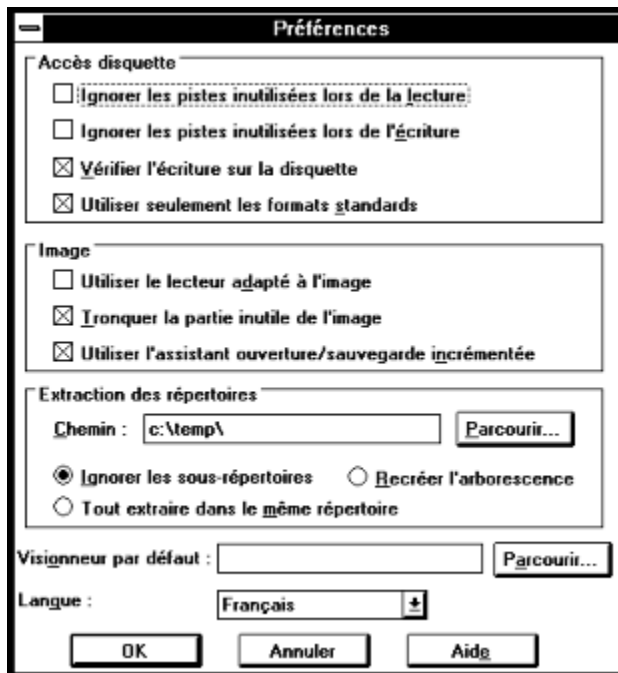 Préférences
Accès disquette
Ignorer les pistes inutilisées lors de la lecture
Ignorer les pistes inutilisées lors de l'écriture
Vérifier l'écriture sur la disquette
Utiliser seulement les formats standards
Image
Utiliser le lecteur adapté à l'image
Tronquer la partie inutile de l'image
Utiliser l'assistant ouverture/sauvegarde incrémentée
Extraction des répertoires
Chemin : c:\temp\ Parcourir...
Ignorer les sous-répertoires Recréer l'arborescence
Tout extraire dans le même répertoire
Visionneur par défaut : Parcourir...
Langue : Français
OK Annuler Aide